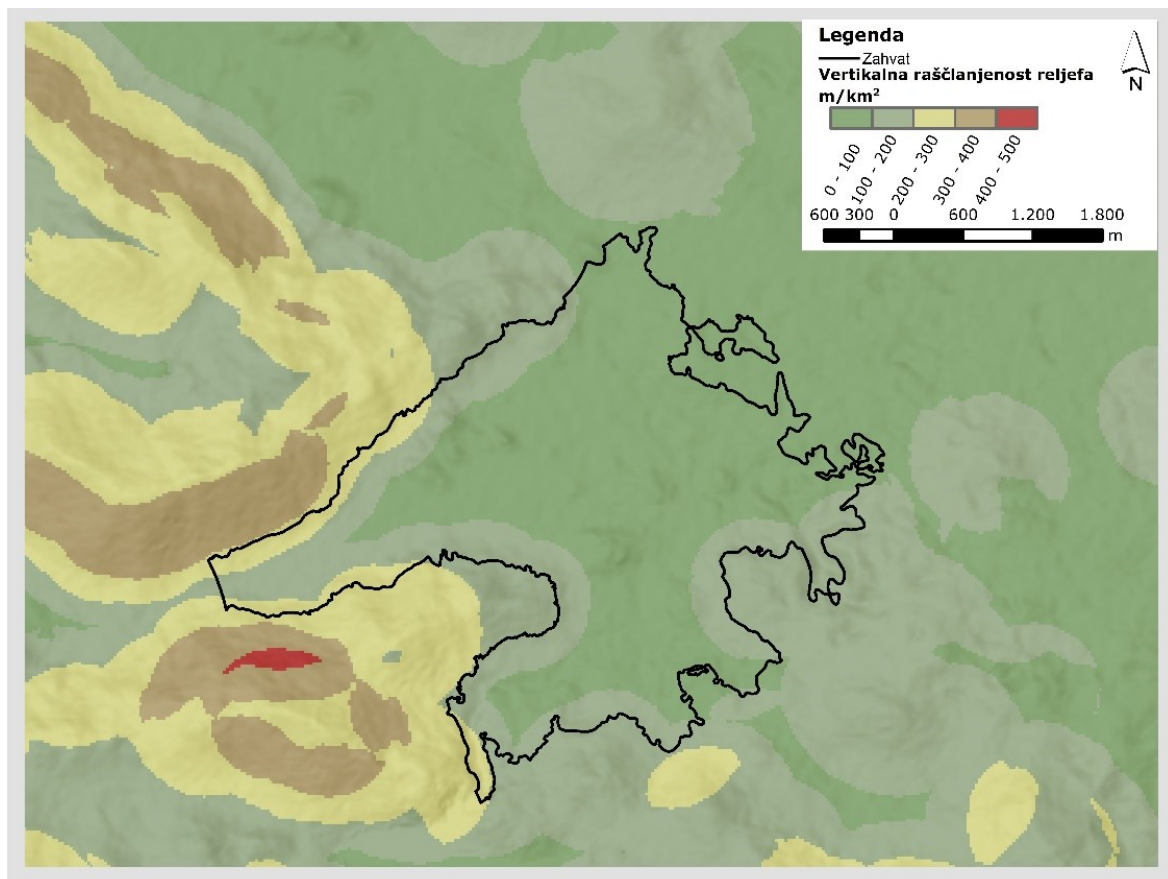 Legenda
Zahvat
Vertikalna raščlanjenost reljefa
m/km²
N
0 - 100
100 - 200
200 - 300
300 - 400
400 - 500
600 300 0 600 1.200 1.800
m